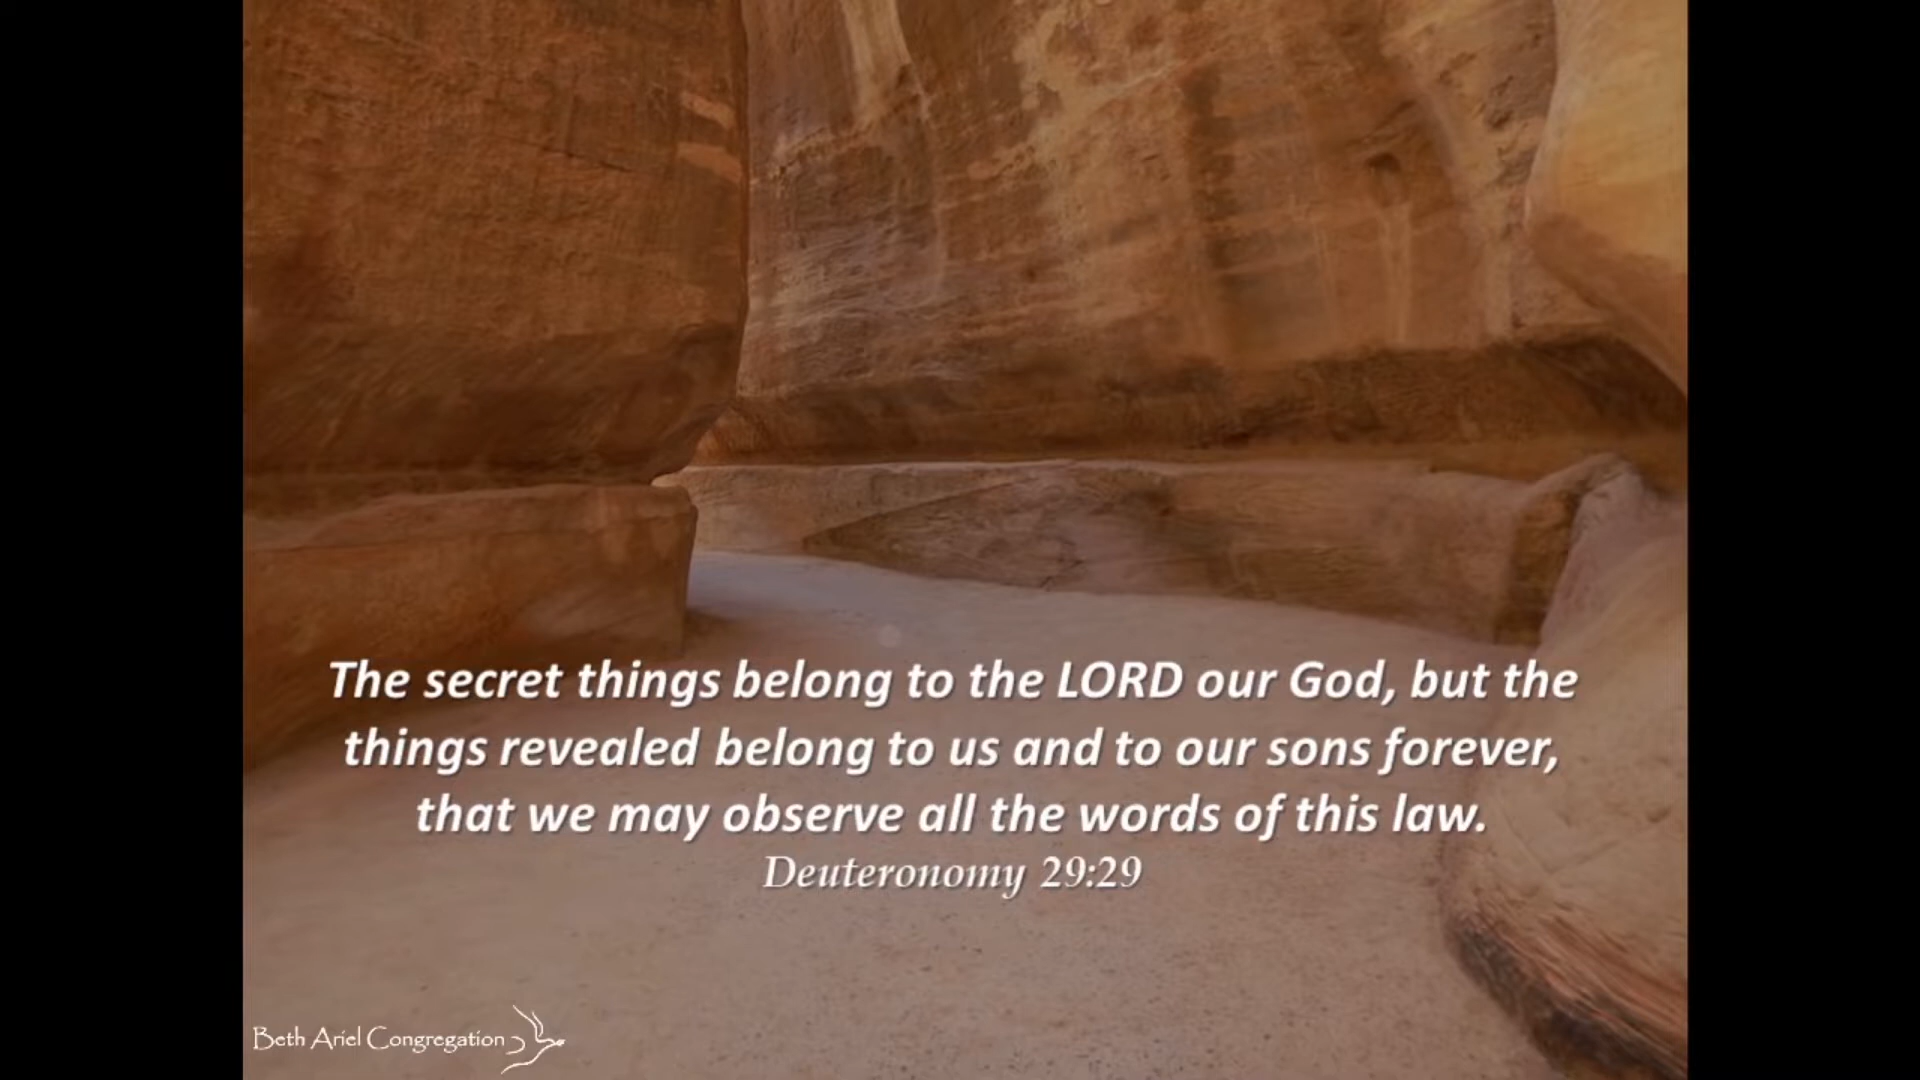 The secret things belong to the LORD our God, but the
things revealed belong to us and to our sons forever,
that we may observe all the words of this law.
Deuteronomy 29:29
Beth Ariel Congregation